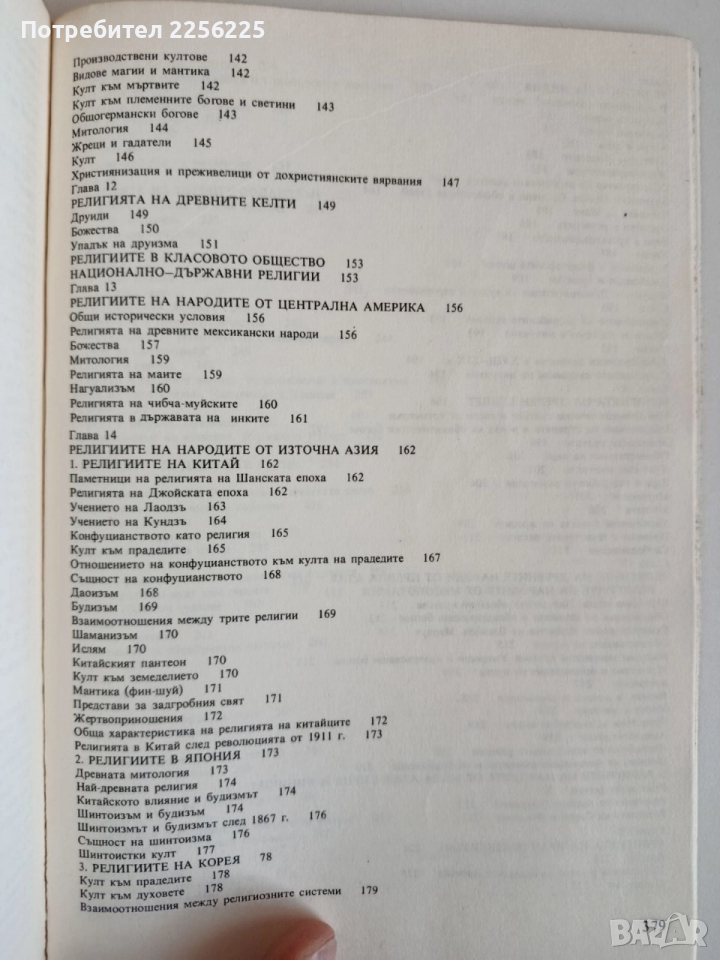 Потребител 2256225
Производствени култове 142
Видове магии и мантика 142
Култ към мъртвите 142
Култ към племенните богове и светини 143
Общогермански богове 143
Митология 144
Жреци и гадатели 145
Култ 146
Християнизация и преживелици от дохристиянските вярвания 147
Глава 12
РЕЛИГИЯТА НА ДРЕВНИТЕ КЕЛТИ 149
Друиди 149
Божества 150
Упадък на друизма 151
РЕЛИГИИТЕ В КЛАСОВОТО ОБЩЕСТВО 153
НАЦИОНАЛНО–ДЪРЖАВНИ РЕЛИГИИ 153
Глава 13
РЕЛИГИИТЕ НА НАРОДИТЕ ОТ ЦЕНТРАЛНА АМЕРИКА 156
Общи исторически условия 156
Религията на древните мексикански народи 156
Божества 157
Митология 159
Религията на маите 159
Нагуализъм 160
Религията на чибча-муйските 160
Религията в държавата на инките 161
Глава 14
РЕЛИГИИТЕ НА НАРОДИТЕ ОТ ИЗТОЧНА АЗИЯ 162
1. РЕЛИГИИТЕ НА КИТАЙ 162
Паметници на религията на Шанската епоха 162
Религията на Джойската епоха 162
Учението на Лаодзъ 163
Учението на Кундзъ 164
Конфуцианството като религия 165
Култ към прадедите 165
Отношението на конфуцианството към култа на прадедите 167
Същност на конфуцианството 168
Даоизъм 168
Будизъм 169
Взаимоотношения между трите религии 169
Шаманизъм 170
Ислям 170
Китайският пантеон 170
Култ към земеделието 170
Мантика (фин-шуй) 171
Представи за задгробния свят 171
Жертвоприношения 172
Обща характеристика на религията на китайците 172
Религията в Китай след революцията от 1911 г. 173
2. РЕЛИГИИТЕ В ЯПОНИЯ 173
Древната митология 173
Най-древната религия 174
Китайското влияние и будизмът 174
Шинтоизъм и будизъм 174
Шинтоизмът и будизмът след 1867 г. 176
Същност на шинтоизма 176
Шинтоистки култ 177
3. РЕЛИГИИТЕ НА КОРЕЯ 78
Култ към прадедите 178
Култ към духовете 178
Взаимоотношения между религиозните системи 179
379
BAZAR